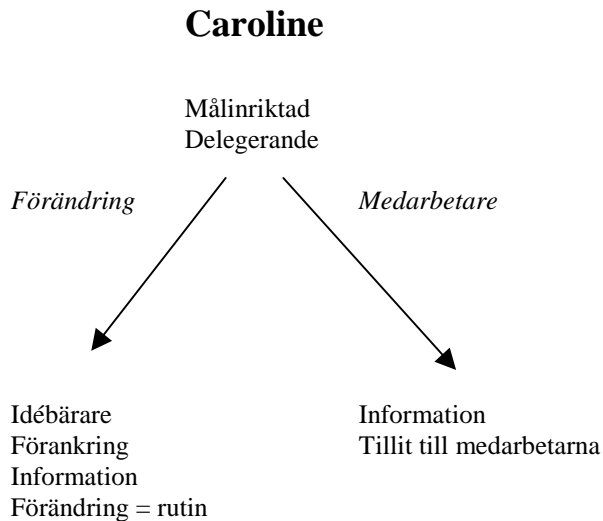 Caroline
Målinriktad
Delegerande
Förändring
Medarbetare
Idébärare
Förankring
Information
Förändring = rutin
Information
Tillit till medarbetarna